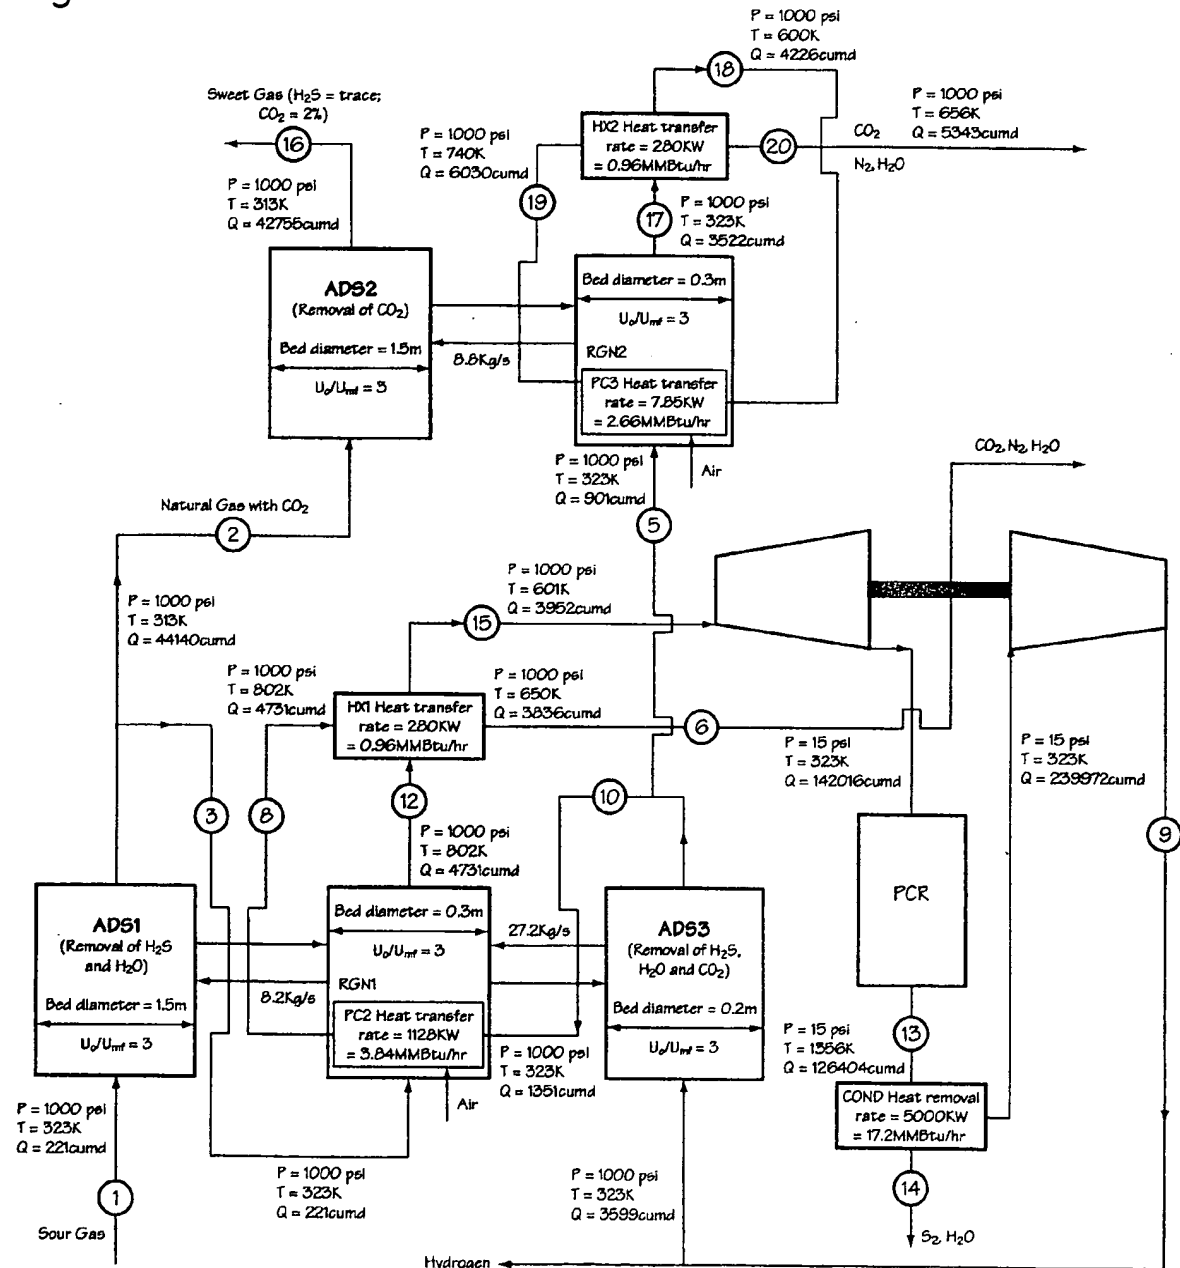 P = 1000 psi
T = 600K
Q = 4226cumd
18
Sweet Gas (H₂S = trace;
CO₂ = 2%)
16
P = 1000 psi
T = 313K
Q = 42755cumd
P = 1000 psi
T = 740K
Q = 6030cumd
19
HX2 Heat transfer
rate = 280KW
= 0.96MMBtu/hr
20
CO₂
N₂, H₂O
P = 1000 psi
T = 656K
Q = 5343cumd
17
P = 1000 psi
T = 323K
Q = 3522cumd
ADS2
(Removal of CO₂)
Bed diameter = 1.5m
U₀/Uₘf = 3
8.8Kg/s
Bed diameter = 0.3m
U₀/Uₘf = 3
RGN2
PC3 Heat transfer
rate = 7.85KW
= 2.66MMBtu/hr
Air
P = 1000 psi
T = 323K
Q = 901cumd
5
CO₂, N₂, H₂O
Natural Gas with CO₂
2
P = 1000 psi
T = 313K
Q = 44140cumd
P = 1000 psi
T = 601K
Q = 3952cumd
15
P = 1000 psi
T = 802K
Q = 4731cumd
HX1 Heat transfer
rate = 280KW
= 0.96MMBtu/hr
P = 1000 psi
T = 650K
Q = 3836cumd
6
P = 15 psi
T = 323K
Q = 142016cumd
P = 15 psi
T = 323K
Q = 239972cumd
3
8
12
10
9
P = 1000 psi
T = 802K
Q = 4731cumd
PCR
ADS1
(Removal of H₂S
and H₂O)
Bed diameter = 1.5m
U₀/Uₘf = 3
8.2Kg/s
Bed diameter = 0.3m
U₀/Uₘf = 3
RGN1
PC2 Heat transfer
rate = 1128KW
= 3.84MMBtu/hr
Air
27.2Kg/s
ADS3
(Removal of H₂S,
H₂O and CO₂)
Bed diameter = 0.2m
U₀/Uₘf = 3
P = 1000 psi
T = 323K
Q = 1351cumd
13
P = 15 psi
T = 1356K
Q = 126404cumd
COND Heat removal
rate = 5000KW
= 17.2MMBtu/hr
14
S₂, H₂O
P = 1000 psi
T = 323K
Q = 221cumd
1
Sour Gas
P = 1000 psi
T = 323K
Q = 221cumd
P = 1000 psi
T = 323K
Q = 3599cumd
Hydrogen